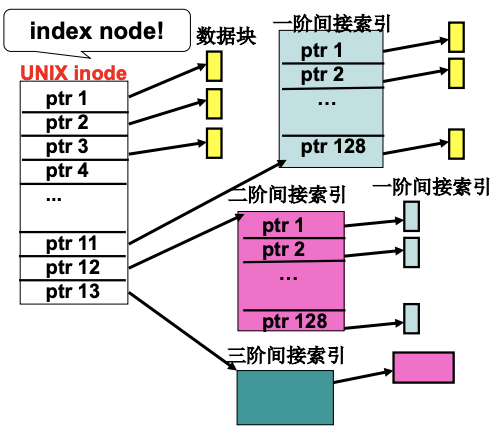 index node!
UNIX inode
ptr 1
ptr 2
ptr 3
ptr 4
...
ptr 11
ptr 12
ptr 13
数据块
一阶间接索引
ptr 1
ptr 2
...
ptr 128
二阶间接索引
ptr 1
ptr 2
...
ptr 128
一阶间接索引
三阶间接索引